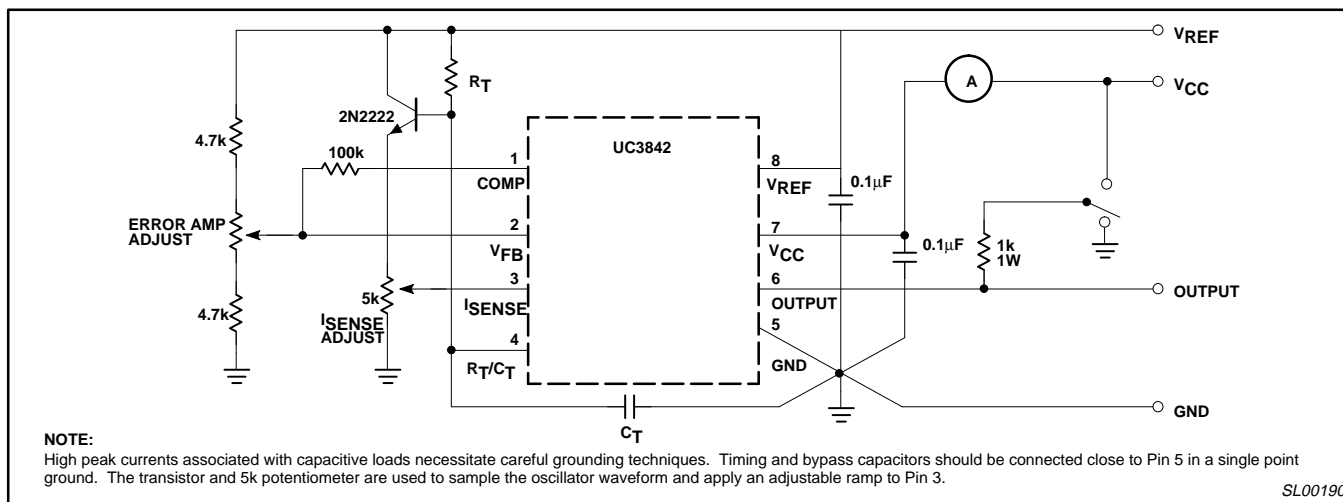 VREF
A
VCC
RT
2N2222
4.7k
UC3842
100k
1
COMP
8
VREF
0.1µF
ERROR AMP
ADJUST
2
VFB
7
VCC
0.1µF
1k
1W
3
ISENSE
6
OUTPUT
OUTPUT
5k
4.7k
ISENSE
ADJUST
5
GND
4
RT/CT
CT
GND
NOTE:
High peak currents associated with capacitive loads necessitate careful grounding techniques. Timing and bypass capacitors should be connected close to Pin 5 in a single point
ground. The transistor and 5k potentiometer are used to sample the oscillator waveform and apply an adjustable ramp to Pin 3.
SL00190